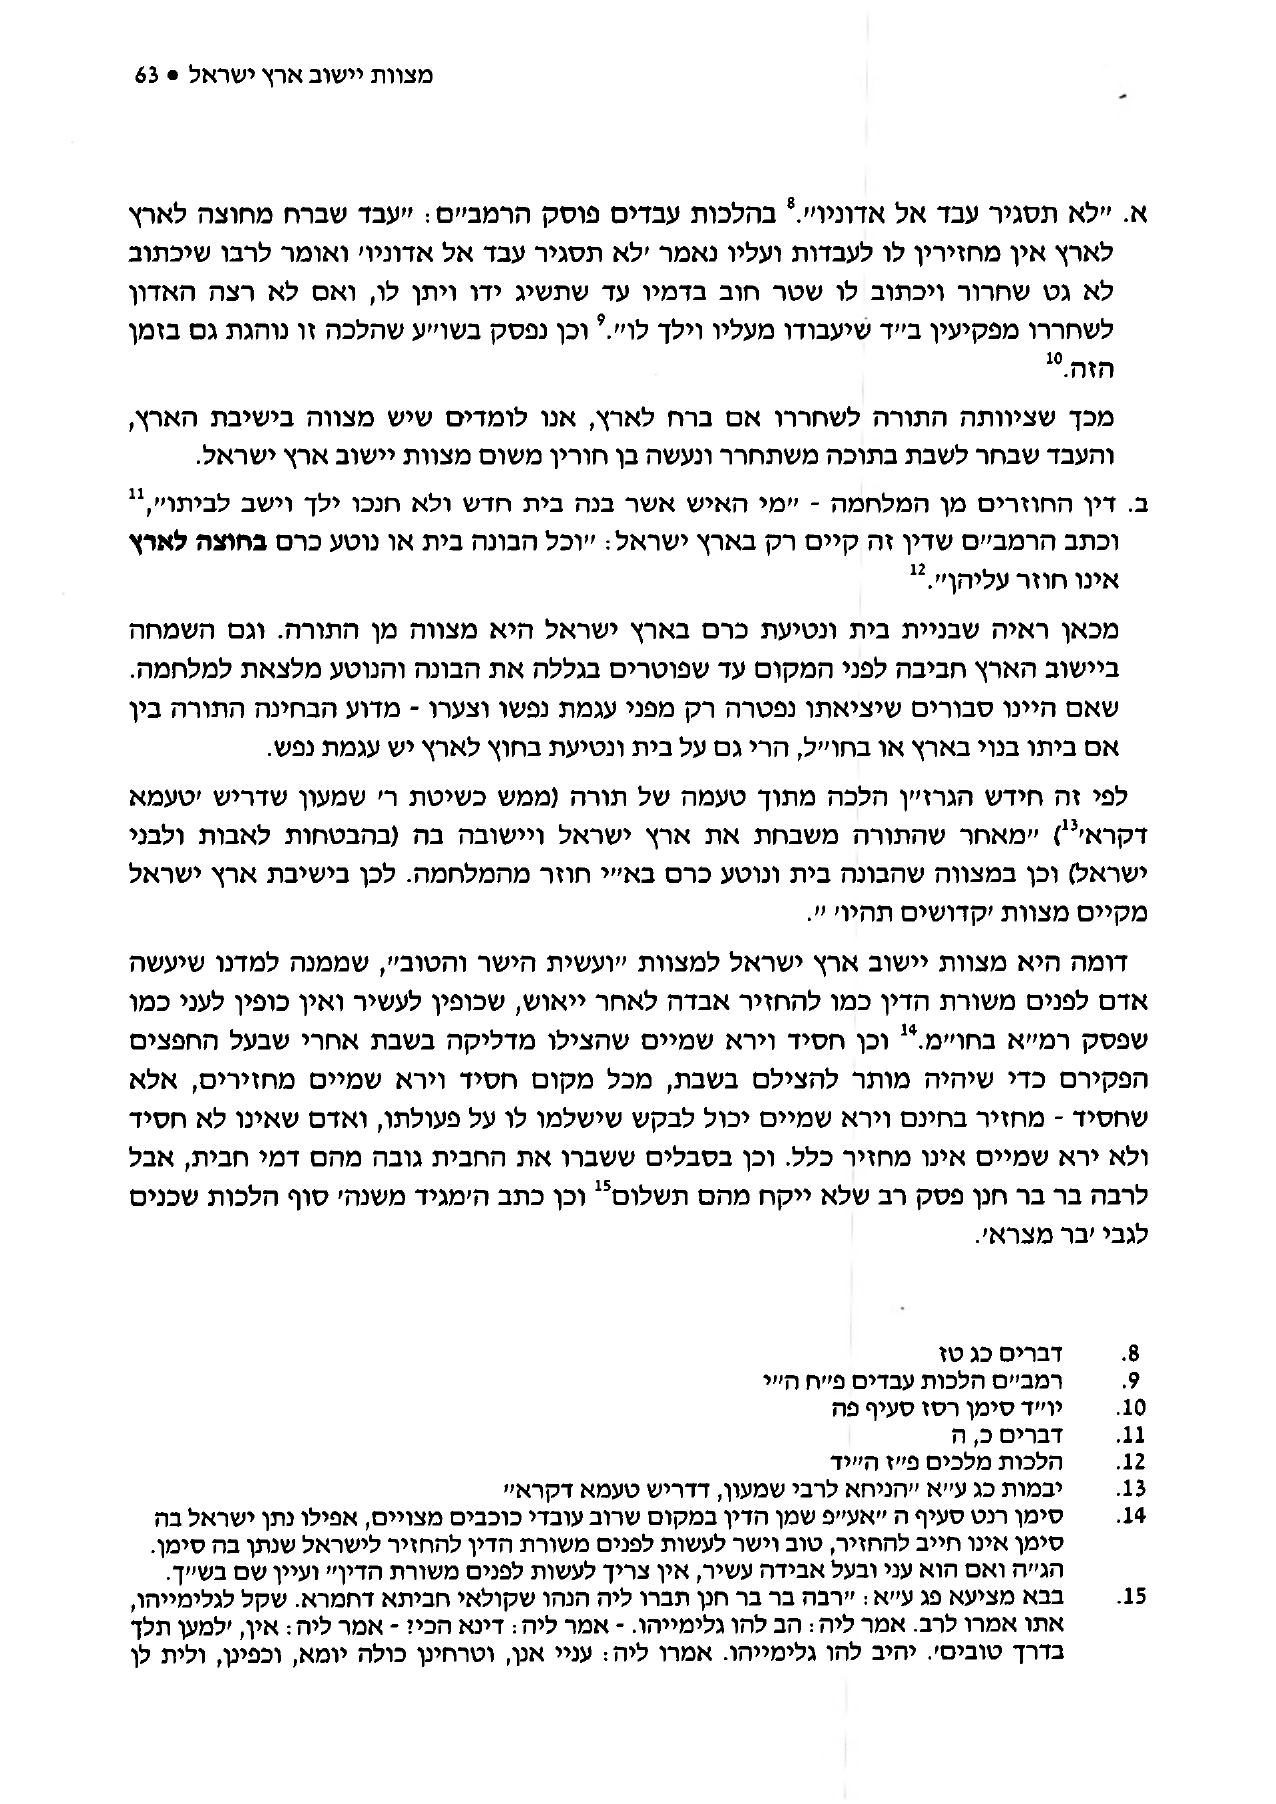 מצוות יישוב ארץ ישראל • 63
א. "לא תסגיר עבד אל אדוניו".8 בהלכות עבדים פוסק הרמב"ם: "עבד שברח מחוצה לארץ
לארץ אין מחזירין לו לעבדות ועליו נאמר 'לא תסגיר עבד אל אדוניו' ואומר לרבו שיכתוב
לא גט שחרור ויכתוב לו שטר חוב בדמיו עד שתשיג ידו ויתן לו, ואם לא רצה האדון
לשחררו מפקיעין ב"ד שיעבודו מעליו וילך לו".9 וכן נפסק בשו"ע שהלכה זו נוהגת גם בזמן
הזה.10
מכך שציוותה התורה לשחררו אם ברח לארץ, אנו לומדים שיש מצווה בישיבת הארץ,
והעבד שבחר לשבת בתוכה משתחרר ונעשה בן חורין משום מצוות יישוב ארץ ישראל.
ב. דין החוזרים מן המלחמה - "מי האיש אשר בנה בית חדש ולא חנכו ילך וישב לביתו",11
וכתב הרמב"ם שדין זה קיים רק בארץ ישראל: "וכל הבונה בית או נוטע כרם בחוצה לארץ
אינו חוזר עליהן".12
מכאן ראיה שבניית בית ונטיעת כרם בארץ ישראל היא מצווה מן התורה. וגם השמחה
ביישוב הארץ חביבה לפני המקום עד שפוטרים בגללה את הבונה והנוטע מלצאת למלחמה.
שאם היינו סבורים שיציאתו נפטרה רק מפני עגמת נפשו וצערו - מדוע הבחינה התורה בין
אם ביתו בנוי בארץ או בחו"ל, הרי גם על בית ונטיעת בחוץ לארץ יש עגמת נפש.
לפי זה חידש הגרז"ן הלכה מתוך טעמה של תורה (ממש כשיטת ר' שמעון שדריש 'טעמא
דקרא'13) "מאחר שהתורה משבחת את ארץ ישראל ויישובה בה (בהבטחות לאבות ולבני
ישראל) וכן במצווה שהבונה בית ונוטע כרם בא"י חוזר מהמלחמה. לכן בישיבת ארץ ישראל
מקיים מצוות 'קדושים תהיו' ".
דומה היא מצוות יישוב ארץ ישראל למצוות "ועשית הישר והטוב", שממנה למדנו שיעשה
אדם לפנים משורת הדין כמו להחזיר אבדה לאחר ייאוש, שכופין לעשיר ואין כופין לעני כמו
שפסק רמ"א בחו"מ.14 וכן חסיד וירא שמיים שהצילו מדליקה בשבת אחרי שבעל החפצים
הפקירם כדי שיהיה מותר להצילם בשבת, מכל מקום חסיד וירא שמיים מחזירים, אלא
שחסיד - מחזיר בחינם וירא שמיים יכול לבקש שישלמו לו על פעולתו, ואדם שאינו לא חסיד
ולא ירא שמיים אינו מחזיר כלל. וכן בסבלים ששברו את החבית גובה מהם דמי חבית, אבל
לרבה בר בר חנן פסק רב שלא ייקח מהם תשלום15 וכן כתב ה'מגיד משנה' סוף הלכות שכנים
לגבי 'בר מצרא'.
8. דברים כג טז
9. רמב"ם הלכות עבדים פ"ח ה"י
10. יו"ד סימן רסז סעיף פה
11. דברים כ, ה
12. הלכות מלכים פ"ז הי"ד
13. יבמות כג ע"א "הניחא לרבי שמעון, דדריש טעמא דקרא"
14. סימן רנט סעיף ה "אע"פ שמן הדין במקום שרוב עובדי כוכבים מצויים, אפילו נתן ישראל בה
סימן אינו חייב להחזיר, טוב וישר לעשות לפנים משורת הדין להחזיר לישראל שנתן בה סימן.
הג"ה ואם הוא עני ובעל אבידה עשיר, אין צריך לעשות לפנים משורת הדין" ועיין שם בש"ך.
15. בבא מציעא פג ע"א: "רבה בר בר חנן תברו ליה הנהו שקולאי חביתא דחמרא. שקל לגלימייהו,
אתו אמרו לרב. אמר ליה: הב להו גלימייהו. - אמר ליה: דינא הכי? - אמר ליה: אין, 'למען תלך
בדרך טובים'. יהיב להו גלימייהו. אמרו ליה: עניי אנן, וטרחינן כולה יומא, וכפינן, ולית לן